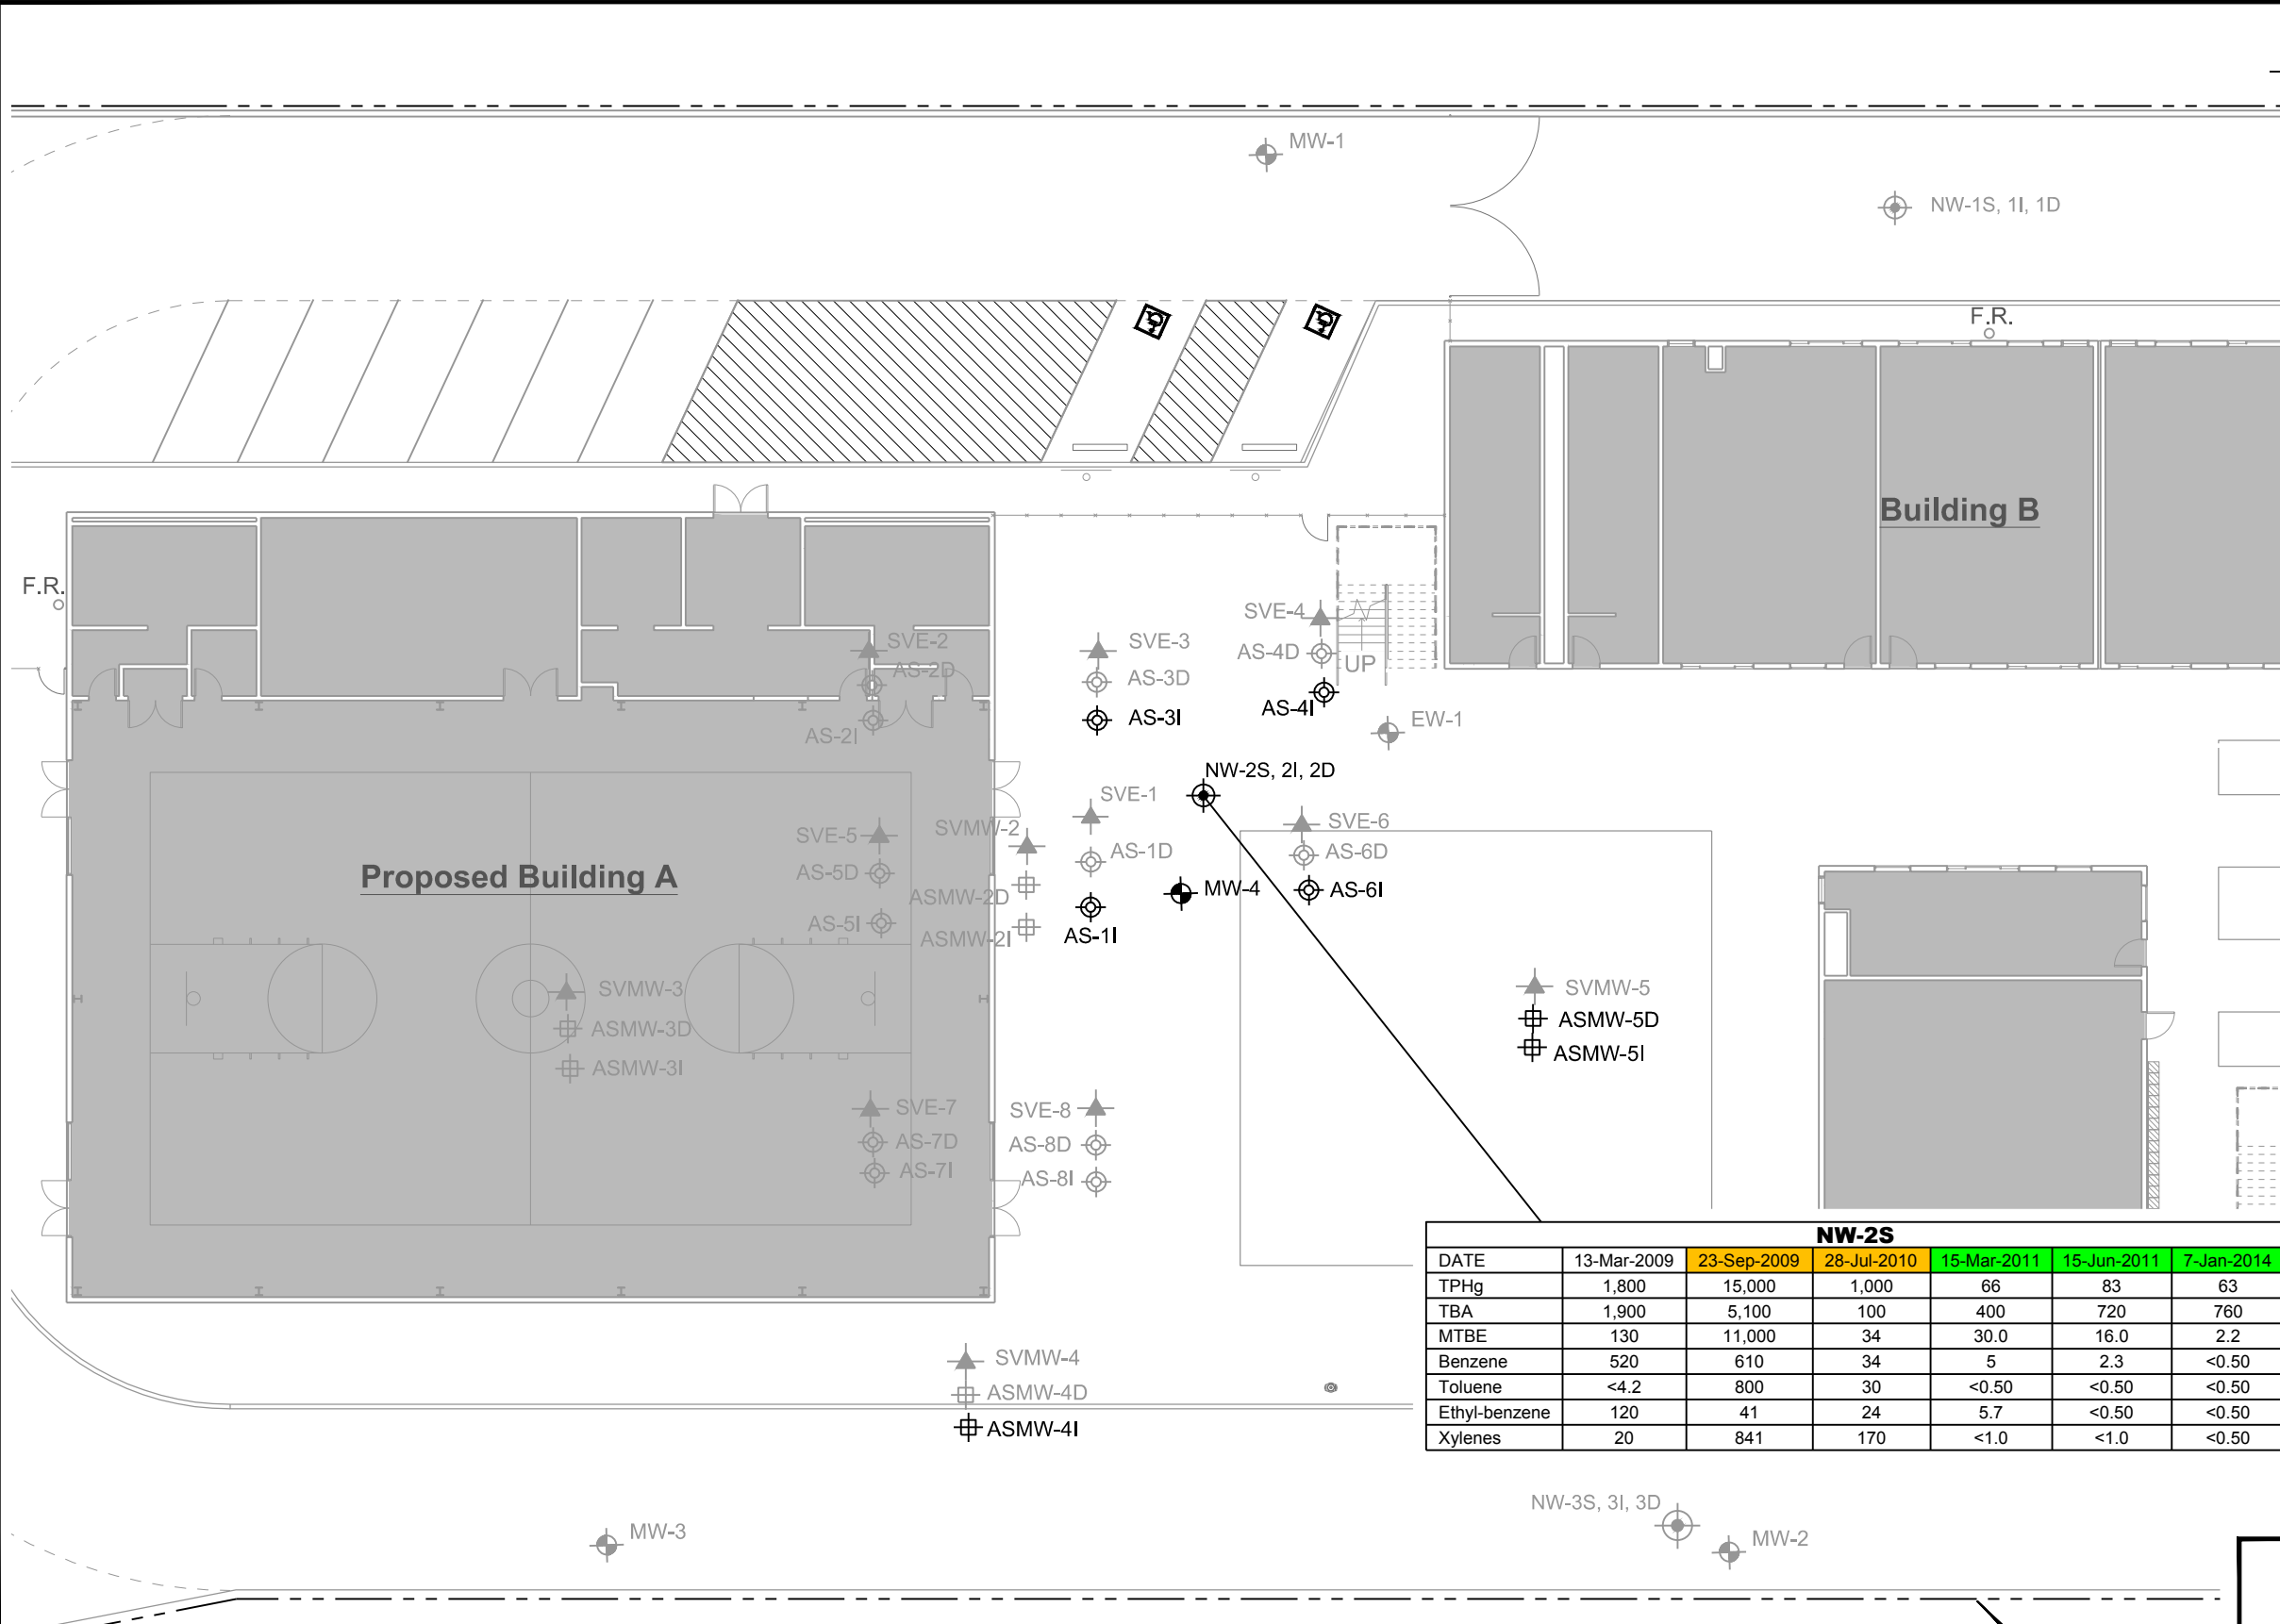 MW-1
NW-1S, 1I, 1D
F.R.
Building B
F.R.
SVE-4
SVE-2
SVE-3
AS-4D
UP
AS-2D
AS-3D
AS-4I
AS-3I
EW-1
AS-2I
NW-2S, 2I, 2D
SVE-1
SVE-6
SVE-5
SVMW-2
AS-1D
AS-6D
Proposed Building A
AS-5D
MW-4
AS-6I
ASMW-2D
AS-5I
ASMW-2I
AS-1I
SVMW-3
SVMW-5
ASMW-3D
ASMW-5D
ASMW-3I
ASMW-5I
SVE-7
SVE-8
AS-7D
AS-8D
AS-7I
AS-8I
NW-2S
DATE 13-Mar-2009 23-Sep-2009 28-Jul-2010 15-Mar-2011 15-Jun-2011 7-Jan-2014
TPHg 1,800 15,000 1,000 66 83 63
TBA 1,900 5,100 100 400 720 760
MTBE 130 11,000 34 30.0 16.0 2.2
Benzene 520 610 34 5 2.3 <0.50
Toluene <4.2 800 30 <0.50 <0.50 <0.50
Ethyl-benzene 120 41 24 5.7 <0.50 <0.50
Xylenes 20 841 170 <1.0 <1.0 <0.50
SVMW-4
ASMW-4D
ASMW-4I
NW-3S, 3I, 3D
MW-3
MW-2